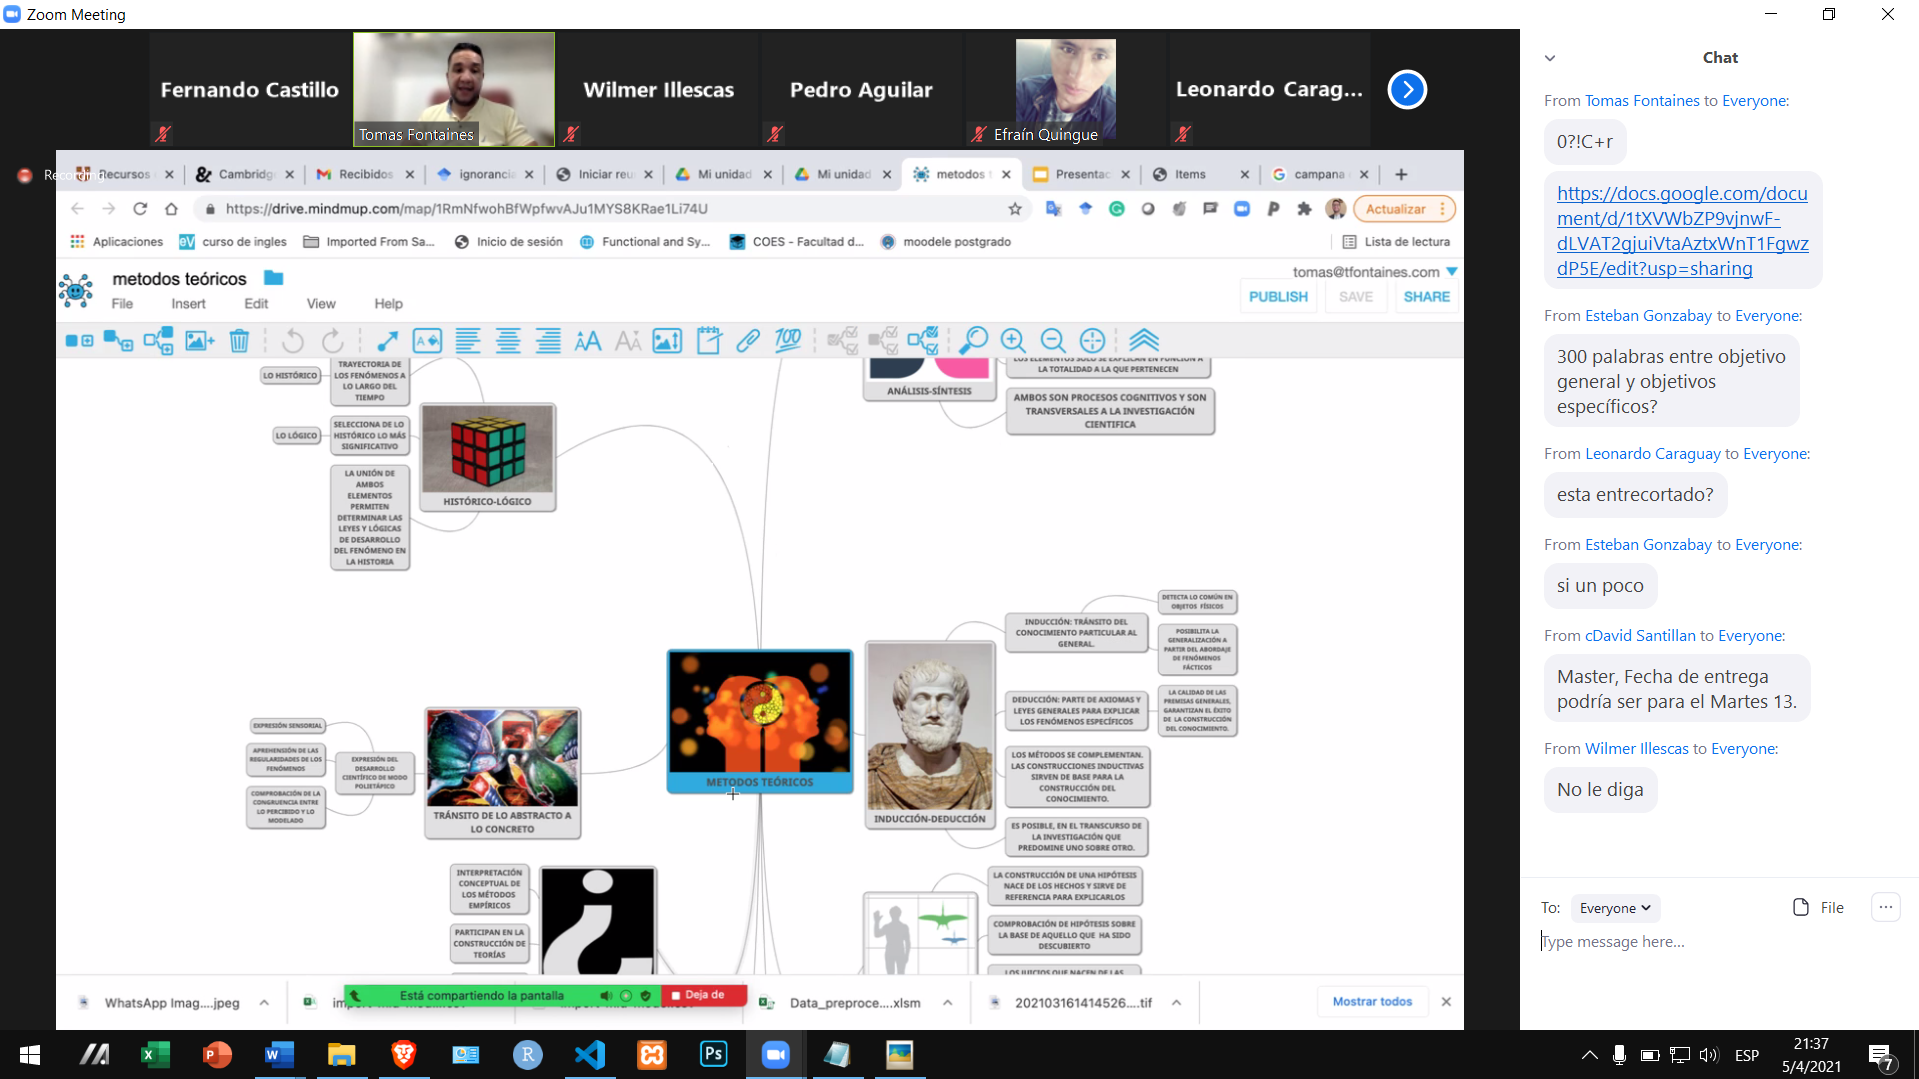 Zoom Meeting
Fernando Castillo
Tomas Fontaines
Wilmer Illescas
Pedro Aguilar
Efraín Quingue
Leonardo Carag...
Recording
Recursos
Cambridg
Recibidos
ignorancia
Iniciar reu
Mi unidad
Mi unidad
metodos t
Presentac
Items
campana
https://drive.mindmup.com/map/1RmNfwohBfWpfwvAJu1MYS8KRae1Li74U
Actualizar
Aplicaciones
curso de ingles
Imported From Sa...
Inicio de sesión
Functional and Sy...
COES - Facultad d...
moodele postgrado
Lista de lectura
metodos teóricos
tomas@tfontaines.com
File
Insert
Edit
View
Help
PUBLISH
SAVE
SHARE
LO HISTÓRICO
TRAYECTORIA DE
LOS FENÓMENOS A
LO LARGO DEL
TIEMPO
LO LÓGICO
SELECCIONA DE LO
HISTÓRICO LO MÁS
SIGNIFICATIVO
LA UNIÓN DE
AMBOS
ELEMENTOS
PERMITEN
DETERMINAR LAS
LEYES Y LÓGICAS
DE DESARROLLO
DEL FENÓMENO EN
LA HISTORIA
HISTÓRICO-LÓGICO
ANÁLISIS-SÍNTESIS
LOS ELEMENTOS SOLO SE EXPLICAN EN FUNCIÓN A
LA TOTALIDAD A LA QUE PERTENECEN
AMBOS SON PROCESOS COGNITIVOS Y SON
TRANSVERSALES A LA INVESTIGACIÓN
CIENTIFICA
METODOS TEÓRICOS
INDUCCIÓN-DEDUCCIÓN
INDUCCIÓN: TRÁNSITO DEL
CONOCIMIENTO PARTICULAR AL
GENERAL.
DETECTA LO COMÚN EN
OBJETOS FÍSICOS
POSIBILITA LA
GENERALIZACIÓN A
PARTIR DEL ABORDAJE
DE FENÓMENOS
FÁCTICOS
DEDUCCIÓN: PARTE DE AXIOMAS Y
LEYES GENERALES PARA EXPLICAR
LOS FENÓMENOS ESPECÍFICOS
LA CALIDAD DE LAS
PREMISAS GENERALES,
GARANTIZAN EL ÉXITO
DE LA CONSTRUCCIÓN
DEL CONOCIMIENTO.
LOS MÉTODOS SE COMPLEMENTAN.
LAS CONSTRUCCIONES INDUCTIVAS
SIRVEN DE BASE PARA LA
CONSTRUCCIÓN DEL
CONOCIMIENTO.
ES POSIBLE, EN EL TRANSCURSO DE
LA INVESTIGACIÓN QUE
PREDOMINE UNO SOBRE OTRO.
EXPRESIÓN SENSORIAL
APREHENSIÓN DE LAS
REGULARIDADES DE LOS
FENÓMENOS
COMPROBACIÓN DE LA
CONGRUENCIA ENTRE
LO PERCIBIDO Y LO
MODELADO
EXPRESIÓN DEL
DESARROLLO
CIENTÍFICO DE MODO
POLIETÁPICO
TRÁNSITO DE LO ABSTRACTO A
LO CONCRETO
INTERPRETACIÓN
CONCEPTUAL DE
LOS MÉTODOS
EMPÍRICOS
PARTICIPAN EN LA
CONSTRUCCIÓN DE
TEORÍAS
LA CONSTRUCCIÓN DE UNA HIPÓTESIS
NACE DE LOS HECHOS Y SIRVE DE
REFERENCIA PARA EXPLICARLOS
COMPROBACIÓN DE HIPÓTESIS SOBRE
LA BASE DE AQUELLO QUE HA SIDO
DESCUBIERTO
LOS JUICIOS QUE NACEN DE LAS
WhatsApp Imag....jpeg
Está compartiendo la pantalla
Deja de
Data_preproce....xlsm
202103161414526....tif
Mostrar todos
Chat
From Tomas Fontaines to Everyone:
0?!C+r
https://docs.google.com/docu
ment/d/1tXVWbZP9vjnwF-
dLVAT2gjuiVtaAztxWnT1Fgwz
dP5E/edit?usp=sharing
From Esteban Gonzabay to Everyone:
300 palabras entre objetivo
general y objetivos
específicos?
From Leonardo Caraguay to Everyone:
esta entrecortado?
From Esteban Gonzabay to Everyone:
si un poco
From cDavid Santillan to Everyone:
Master, Fecha de entrega
podría ser para el Martes 13.
From Wilmer Illescas to Everyone:
No le diga
To: Everyone
File
Type message here...
ESP
21:37
5/4/2021
7